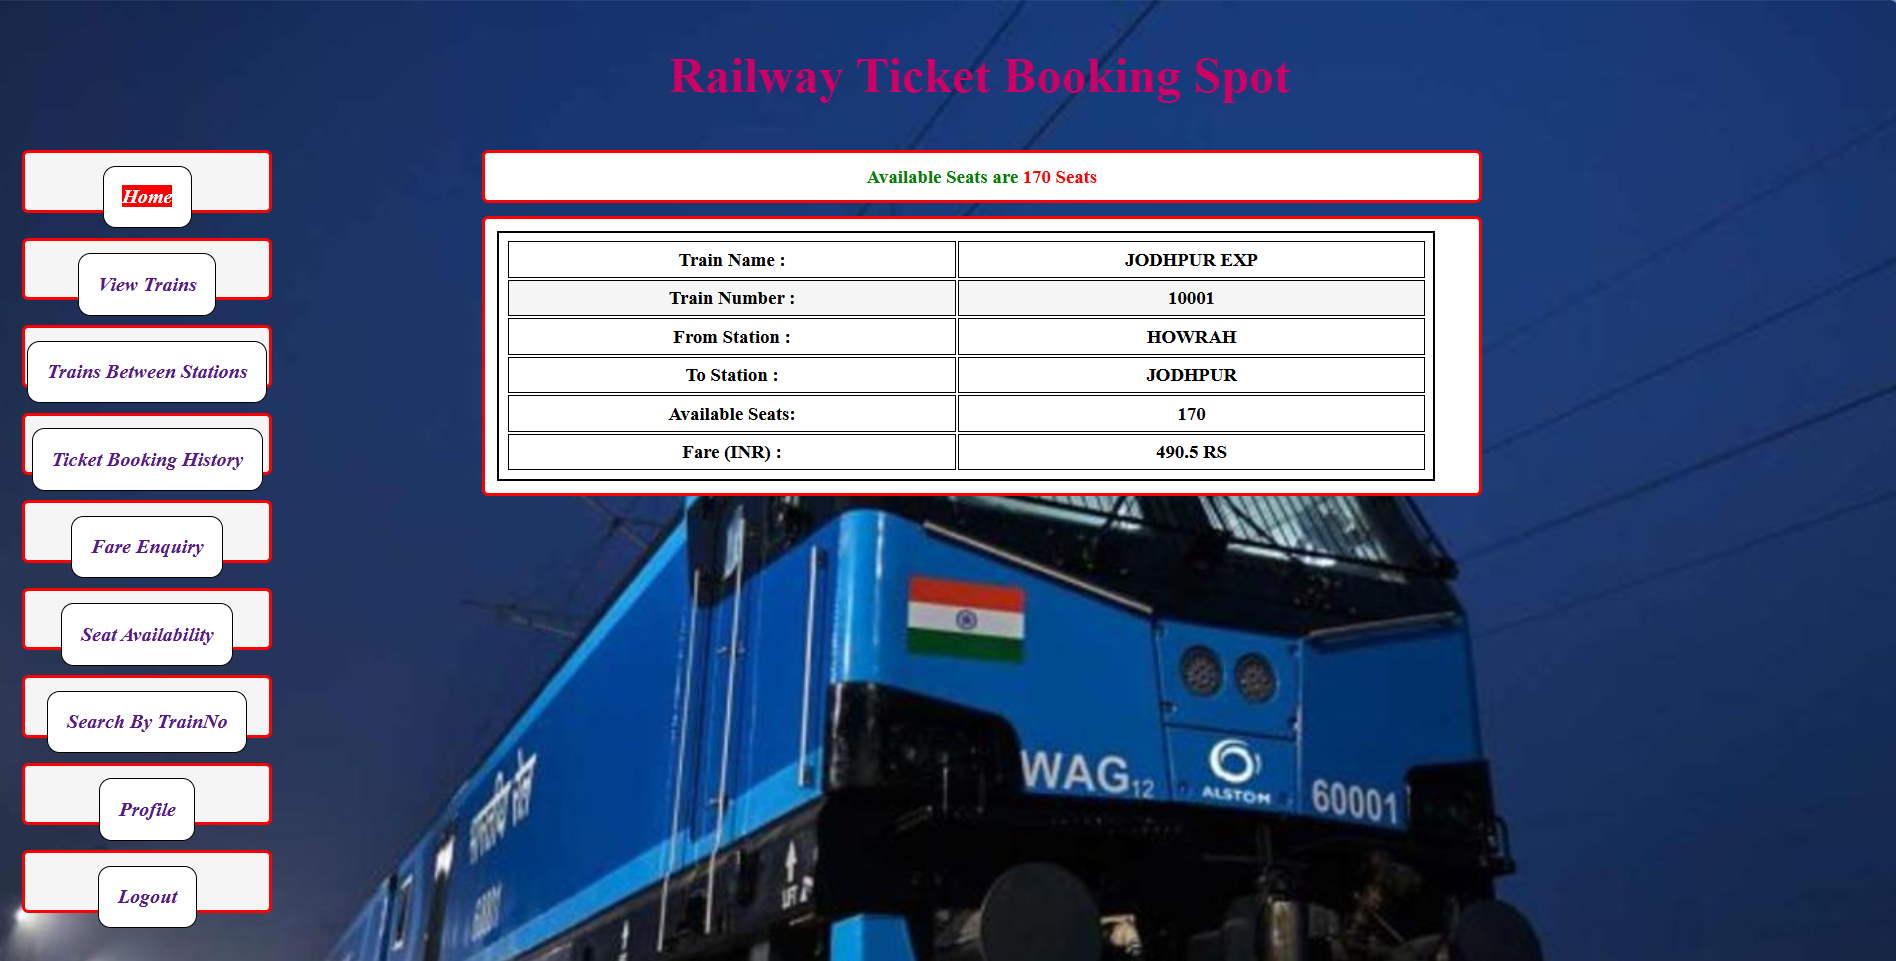 Railway Ticket Booking Spot
Home
View Trains
Trains Between Stations
Ticket Booking History
Fare Enquiry
Seat Availability
Search By TrainNo
Profile
Logout
Available Seats are 170 Seats
Train Name : JODHPUR EXP
Train Number : 10001
From Station : HOWRAH
To Station : JODHPUR
Available Seats: 170
Fare (INR) : 490.5 RS
भारतीय रेल
60001
WAG12
ALSTOM
60001